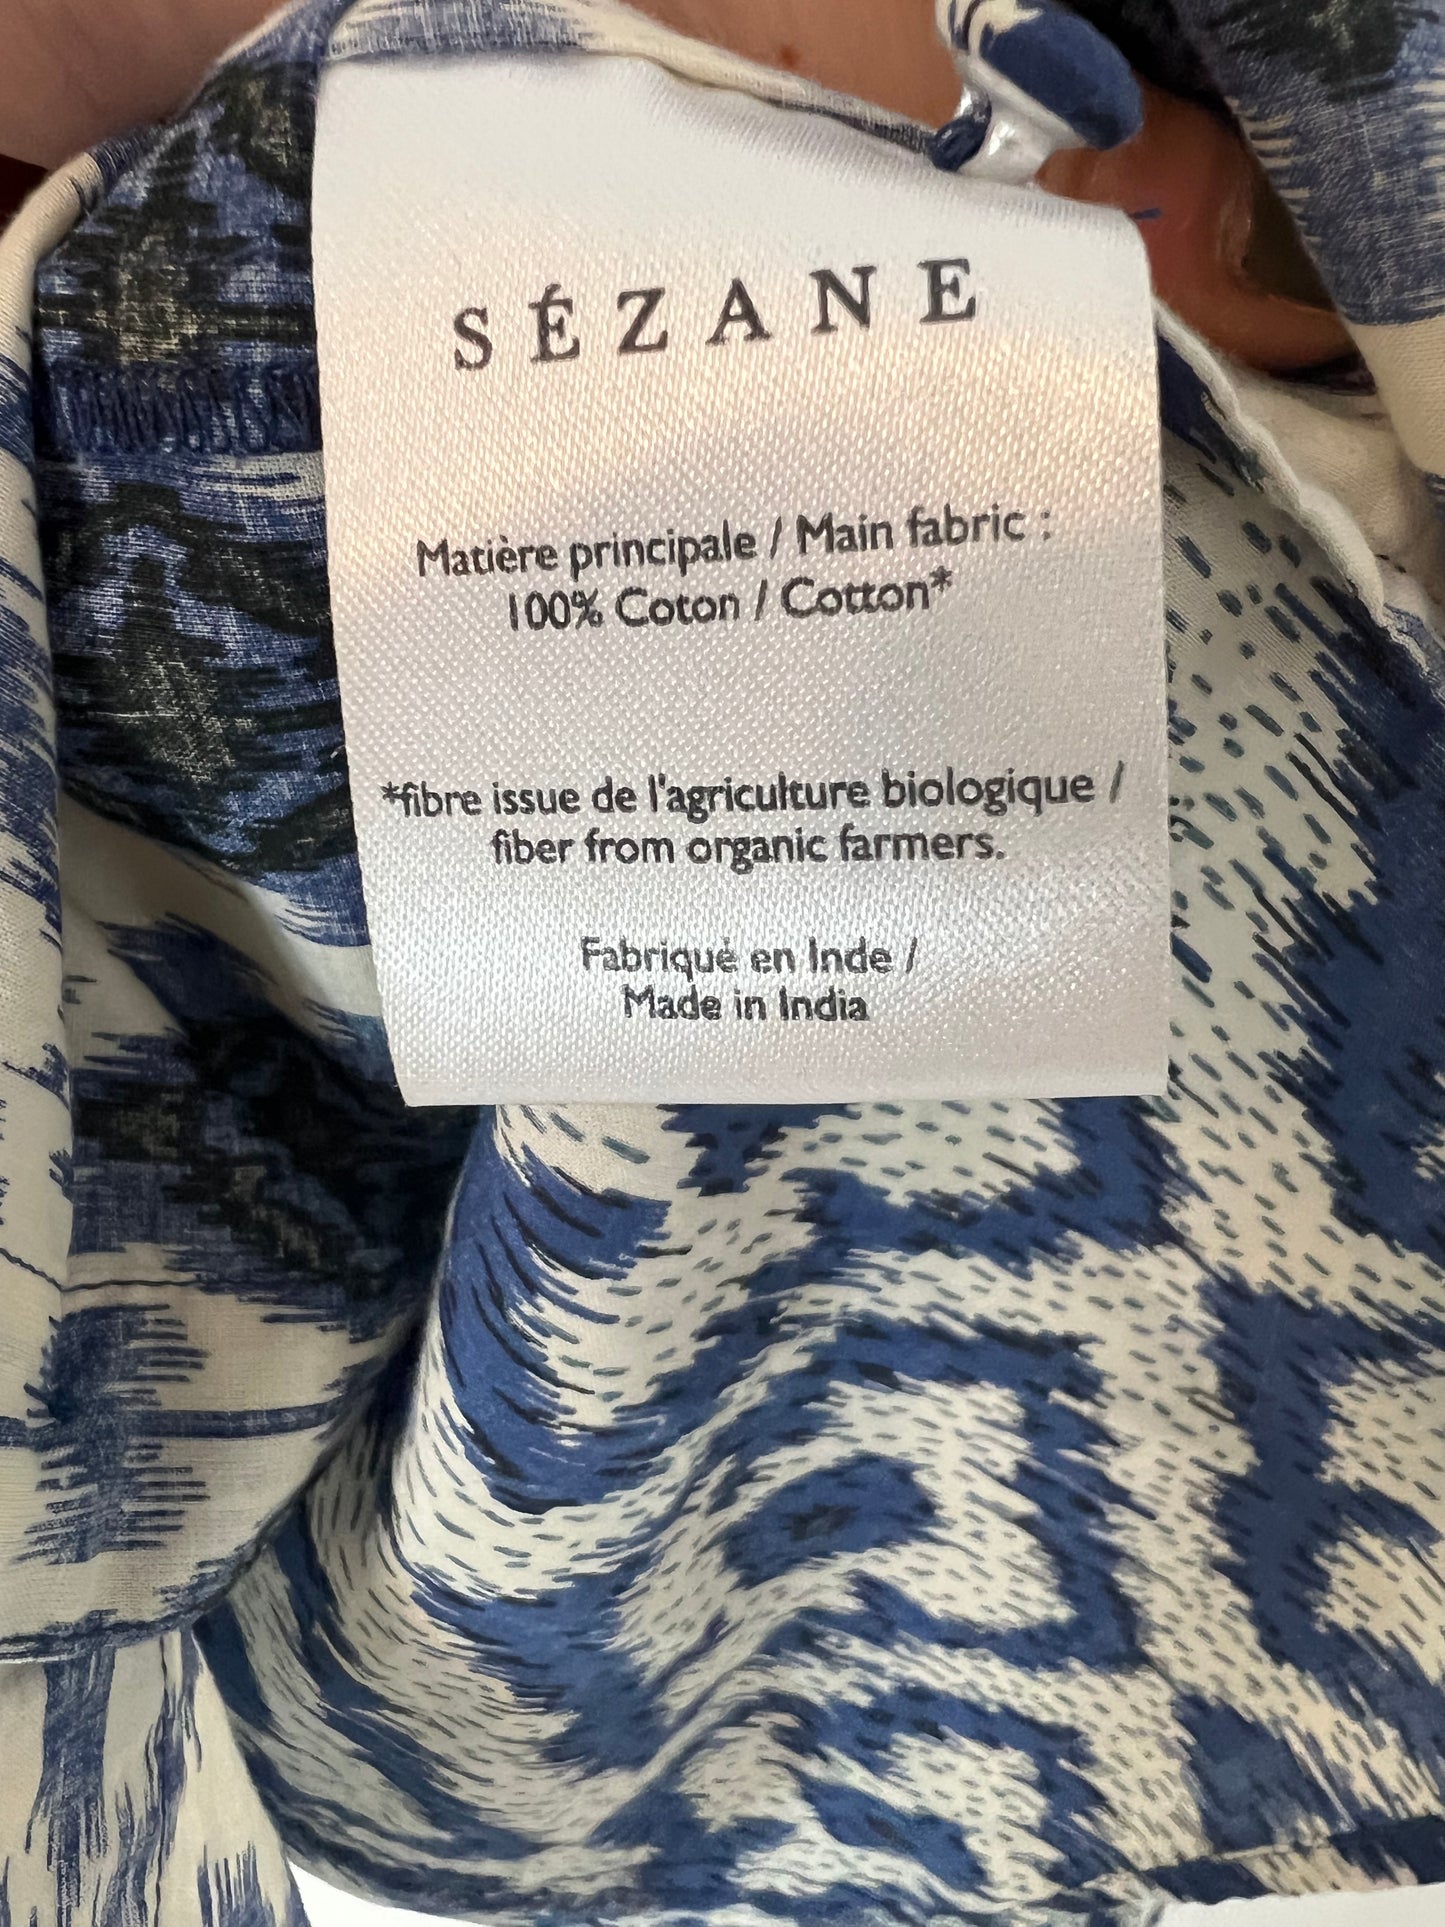 SÉZANE
Matière principale / Main fabric :
100% Coton / Cotton*
*fibre issue de l'agriculture biologique /
fiber from organic farmers.
Fabriqué en Inde /
Made in India